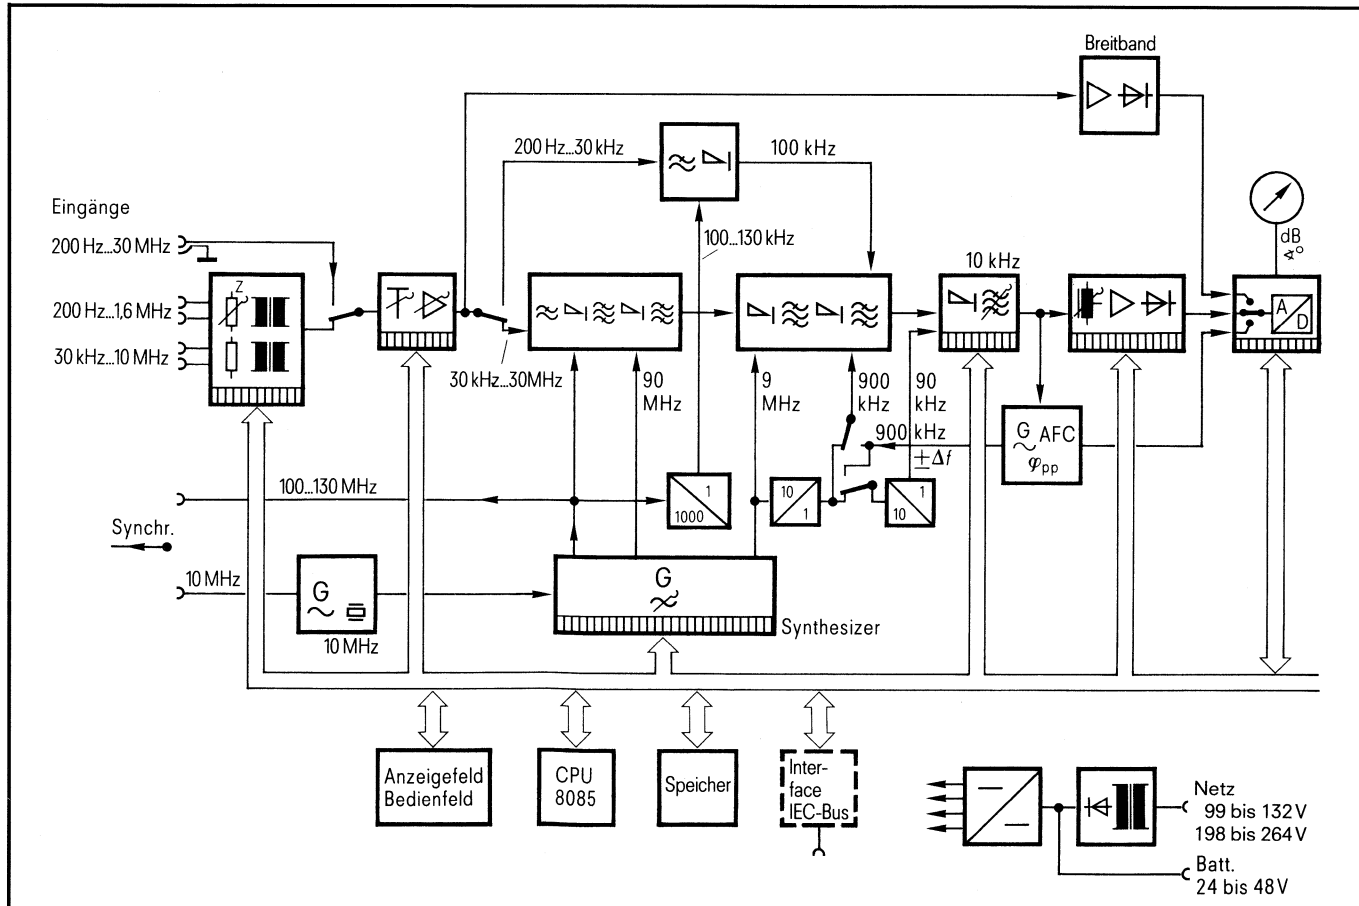 Breitband
200 Hz...30 kHz
100 kHz
Eingänge
200 Hz...30 MHz
100...130 kHz
dB
∢°
10 kHz
Z
200 Hz...1,6 MHz
A
D
30 kHz...10 MHz
30 kHz...30MHz
90
MHz
9
MHz
900
kHz
90
kHz
900 kHz
±Δf
G AFC
φpp
100...130 MHz
1
1000
10
1
1
10
Synchr.
10 MHz
G
10 MHz
G
Synthesizer
Anzeigefeld
Bedienfeld
CPU
8085
Speicher
Inter-
face
IEC-Bus
Netz
99 bis 132 V
198 bis 264 V
Batt.
24 bis 48 V